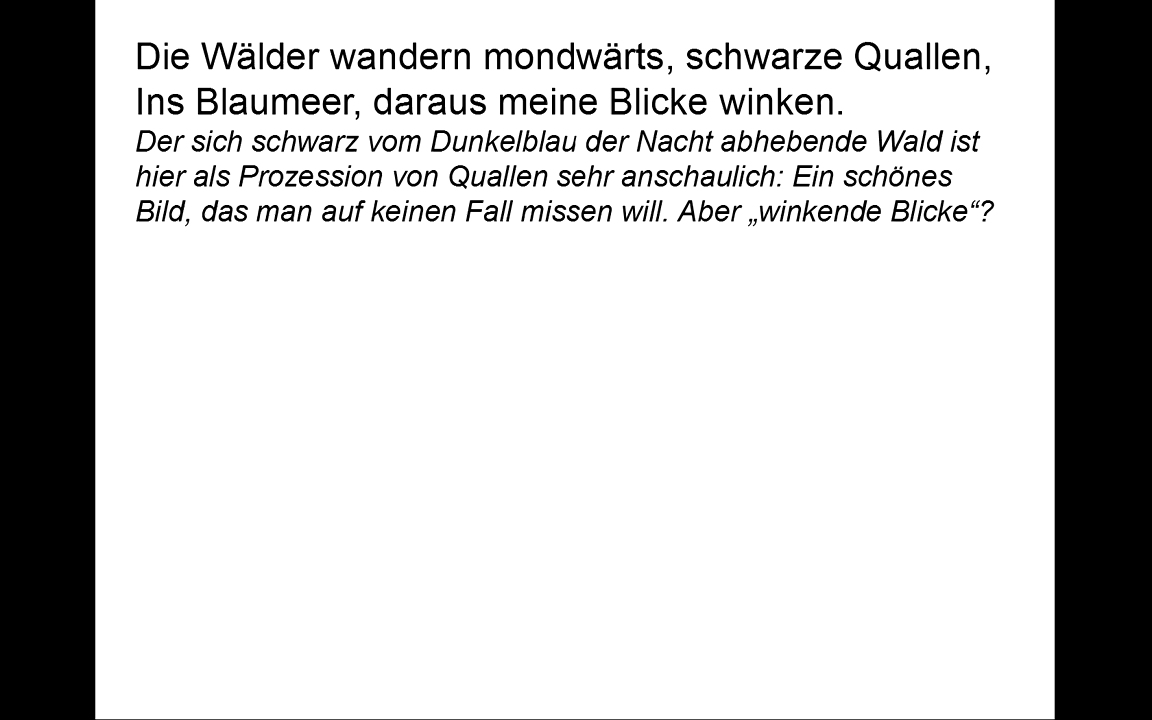 Die Wälder wandern mondwärts, schwarze Quallen,
Ins Blaumeer, daraus meine Blicke winken.
Der sich schwarz vom Dunkelblau der Nacht abhebende Wald ist
hier als Prozession von Quallen sehr anschaulich: Ein schönes
Bild, das man auf keinen Fall missen will. Aber „winkende Blicke“?